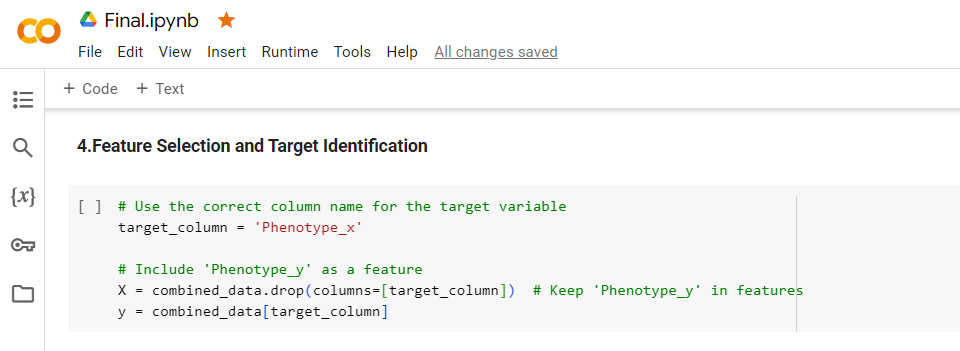 Final.ipynb
File Edit View Insert Runtime Tools Help All changes saved
+ Code + Text
4.Feature Selection and Target Identification
[ ] # Use the correct column name for the target variable
target_column = 'Phenotype_x'
# Include 'Phenotype_y' as a feature
X = combined_data.drop(columns=[target_column])  # Keep 'Phenotype_y' in features
y = combined_data[target_column]
{x}